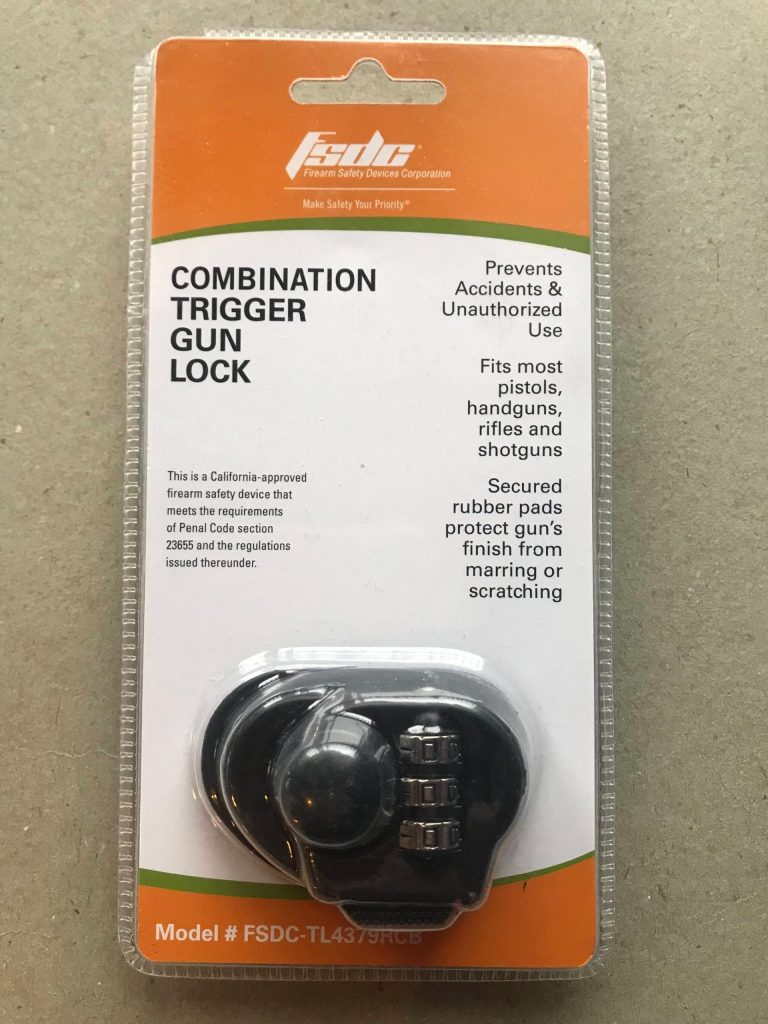 fsdc®
Firearm Safety Devices Corporation
Make Safety Your Priority®
COMBINATION
TRIGGER
GUN
LOCK
Prevents
Accidents &
Unauthorized
Use
Fits most
pistols,
handguns,
rifles and
shotguns
Secured
rubber pads
protect gun's
finish from
marring or
scratching
This is a California-approved
firearm safety device that
meets the requirements
of Penal Code section
23655 and the regulations
issued thereunder.
Model # FSDC-TL4379RCB